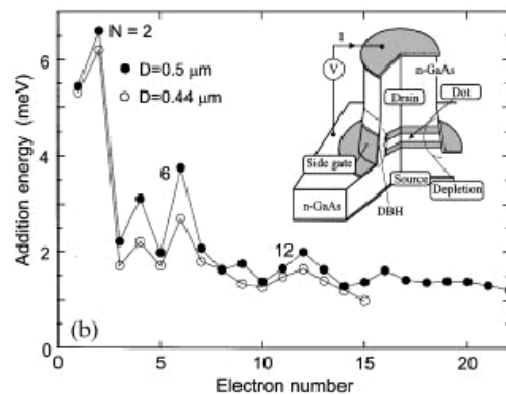 6
4
2
0
Addition energy (meV)
N = 2
D=0.5 μm
D=0.44 μm
4
6
12
(b)
I
V
n-GaAs
Drain
Dot
Side gate
Source
Depletion
DBH
n-GaAs
0
5
10
15
20
Electron number